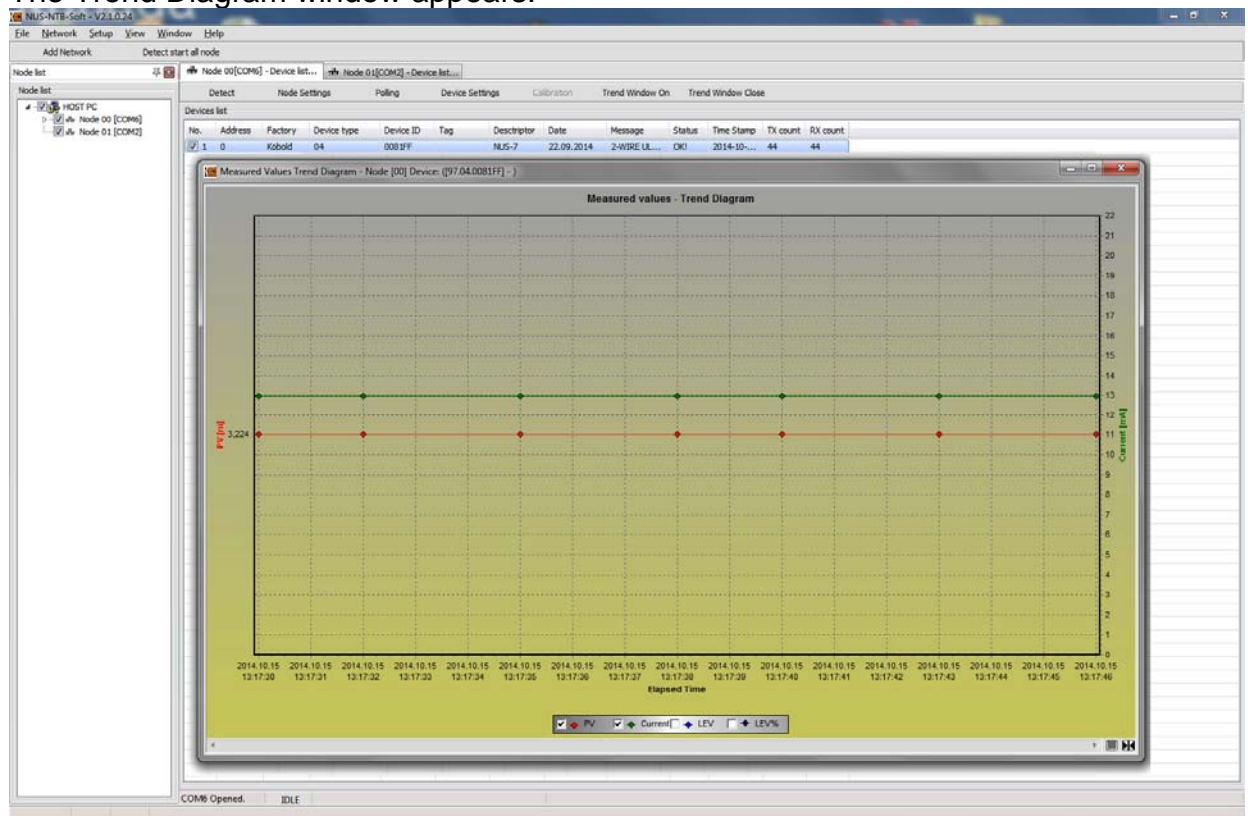 The Trend Diagram window appears.
NUS-NTB-Soft - V2.1.0.24
File Network Setup View Window Help
Add Network Detect start all node
Node list
Node 00[COM6] - Device list... Node 01[COM2] - Device list...
Node list
HOST PC
Node 00 [COM6]
Node 01 [COM2]
Detect Node Settings Polling Device Settings Calibration Trend Window On Trend Window Close
Devices list
No. Address Factory Device type Device ID Tag Desctriptor Date Message Status Time Stamp TX count RX count
1 0 Kobold 04 0081FF NUS-7 22.09.2014 2-WIRE UL... OK! 2014-10-... 44 44
Measured Values Trend Diagram - Node [00] Device: ([97.04.0081FF] - )
Measured values - Trend Diagram
22
21
20
19
18
17
16
15
14
13
12
11
10
9
8
7
6
5
4
3
2
1
0
PV [m]
3,224
Current [mA]
2014.10.15 2014.10.15 2014.10.15 2014.10.15 2014.10.15 2014.10.15 2014.10.15 2014.10.15 2014.10.15 2014.10.15 2014.10.15 2014.10.15 2014.10.15 2014.10.15 2014.10.15 2014.10.15 2014.10.15
13:17:30 13:17:31 13:17:32 13:17:33 13:17:34 13:17:35 13:17:36 13:17:37 13:17:38 13:17:39 13:17:40 13:17:41 13:17:42 13:17:43 13:17:44 13:17:45 13:17:46
Elapsed Time
PV Current LEV LEV%
COM6 Opened. IDLE